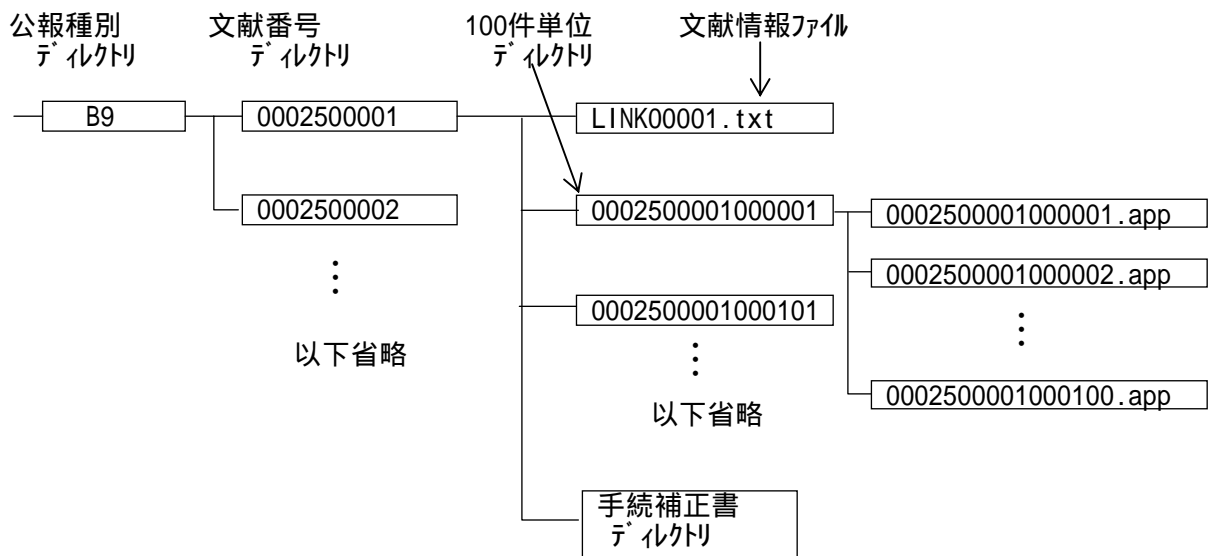 公報種別
ディレクトリ
文献番号
ディレクトリ
100件単位
ディレクトリ
文献情報ファイル
B9
0002500001
LINK00001.txt
0002500002
0002500001000001
0002500001000001.app
0002500001000002.app
⋮
0002500001000101
⋮
以下省略
⋮
以下省略
0002500001000100.app
手続補正書
ディレクトリ